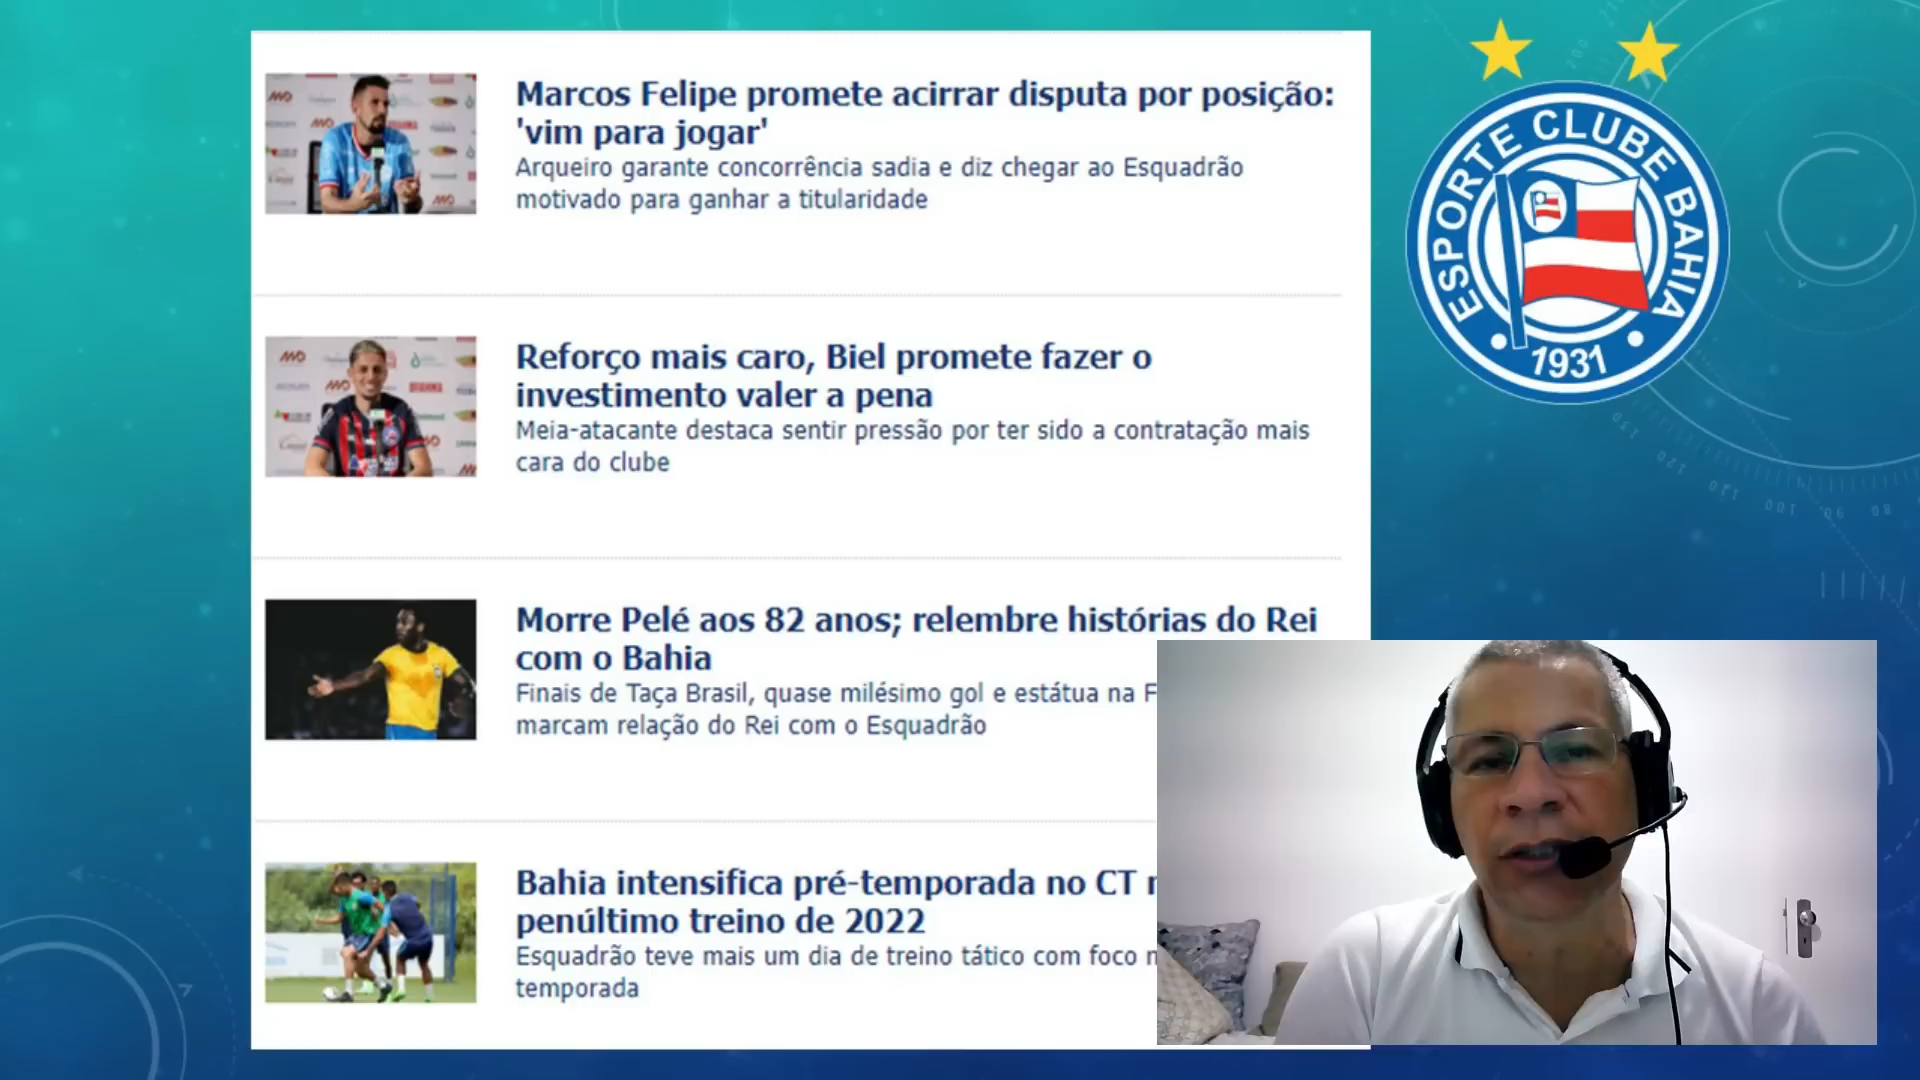 Marcos Felipe promete acirrar disputa por posição:
'vim para jogar'
Arqueiro garante concorrência sadia e diz chegar ao Esquadrão
motivado para ganhar a titularidade
Reforço mais caro, Biel promete fazer o
investimento valer a pena
Meia-atacante destaca sentir pressão por ter sido a contratação mais
cara do clube
Morre Pelé aos 82 anos; relembre histórias do Rei
com o Bahia
Finais de Taça Brasil, quase milésimo gol e estátua na
marcam relação do Rei com o Esquadrão
Bahia intensifica pré-temporada no CT
penúltimo treino de 2022
Esquadrão teve mais um dia de treino tático com foco
temporada
ESPORTE CLUBE BAHIA
1931